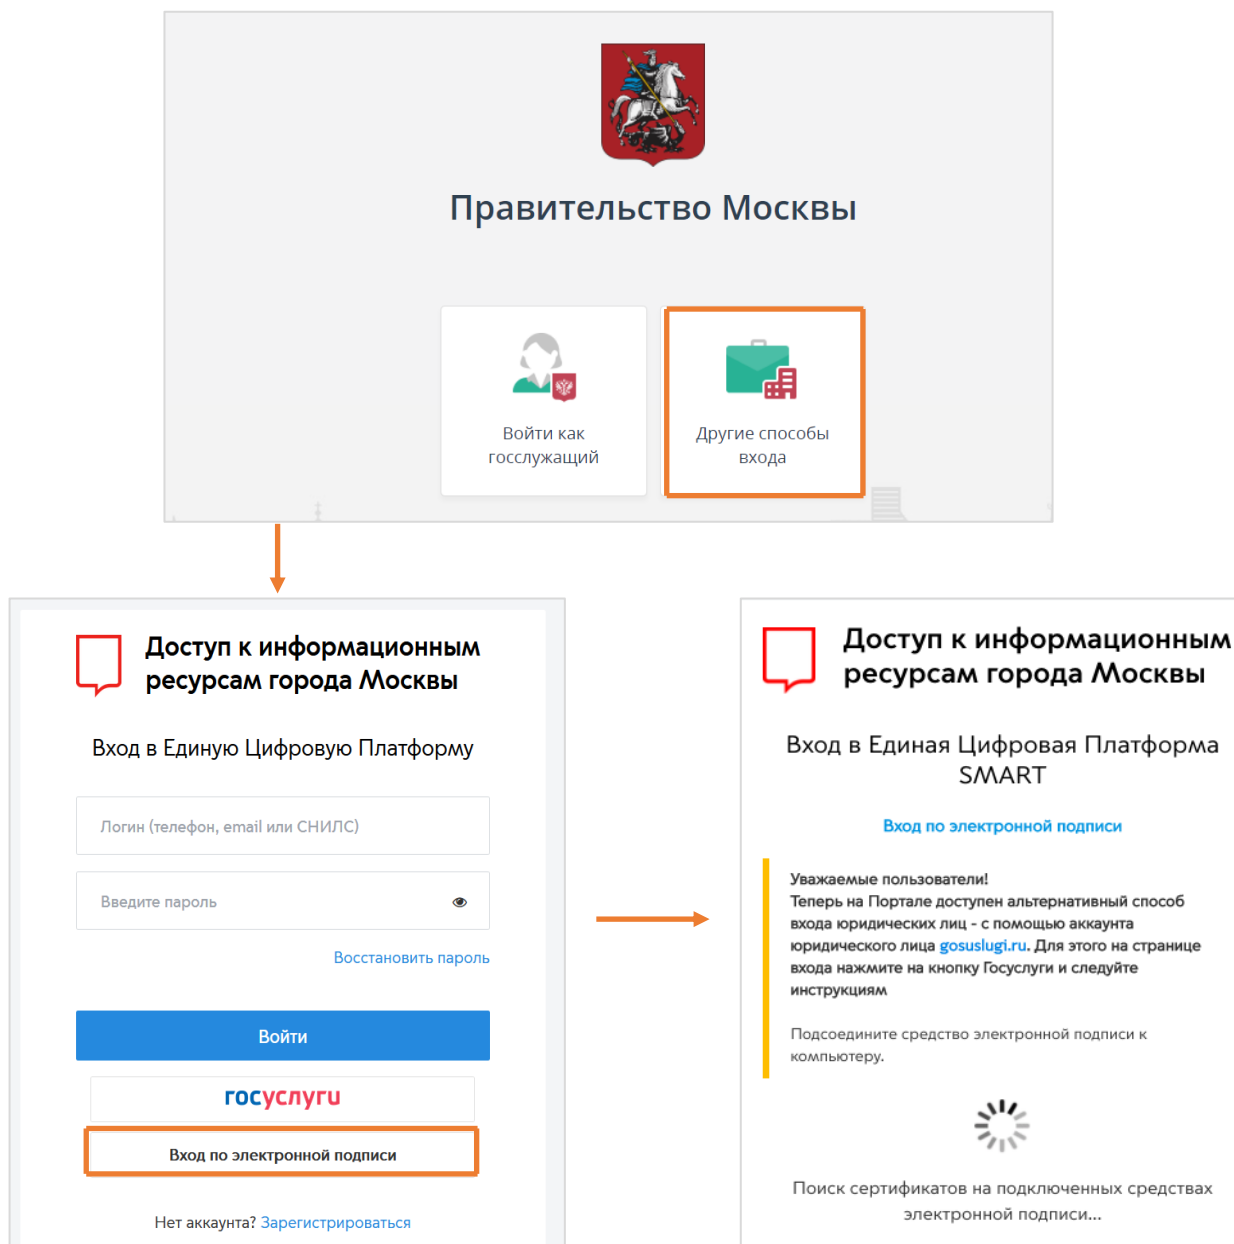 Правительство Москвы
Войти как
госслужащий
Другие способы
входа
Доступ к информационным
ресурсам города Москвы
Вход в Единую Цифровую Платформу
Логин (телефон, email или СНИЛС)
Введите пароль
Восстановить пароль
Войти
госуслуги
Вход по электронной подписи
Нет аккаунта? Зарегистрироваться
Доступ к информационным
ресурсам города Москвы
Вход в Единая Цифровая Платформа
SMART
Вход по электронной подписи
Уважаемые пользователи!
Теперь на Портале доступен альтернативный способ
входа юридических лиц - с помощью аккаунта
юридического лица gosuslugi.ru. Для этого на странице
входа нажмите на кнопку Госуслуги и следуйте
инструкциям
Подсоедините средство электронной подписи к
компьютеру.
Поиск сертификатов на подключенных средствах
электронной подписи...